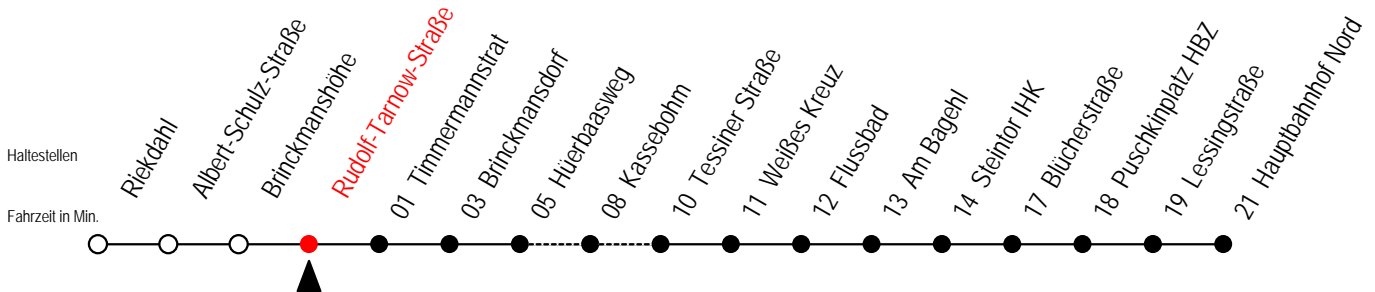 Haltestellen
Fahrzeit in Min.
Riekdahl
Albert-Schulz-Straße
Brinckmanshöhe
Rudolf-Tarnow-Straße
01 Timmermannstrat
03 Brinckmansdorf
05 Hüerbaasweg
08 Kassebohm
10 Tessiner Straße
11 Weißes Kreuz
12 Flussbad
13 Am Bagehl
14 Steintor IHK
17 Blücherstraße
18 Puschkinplatz HBZ
19 Lessingstraße
21 Hauptbahnhof Nord